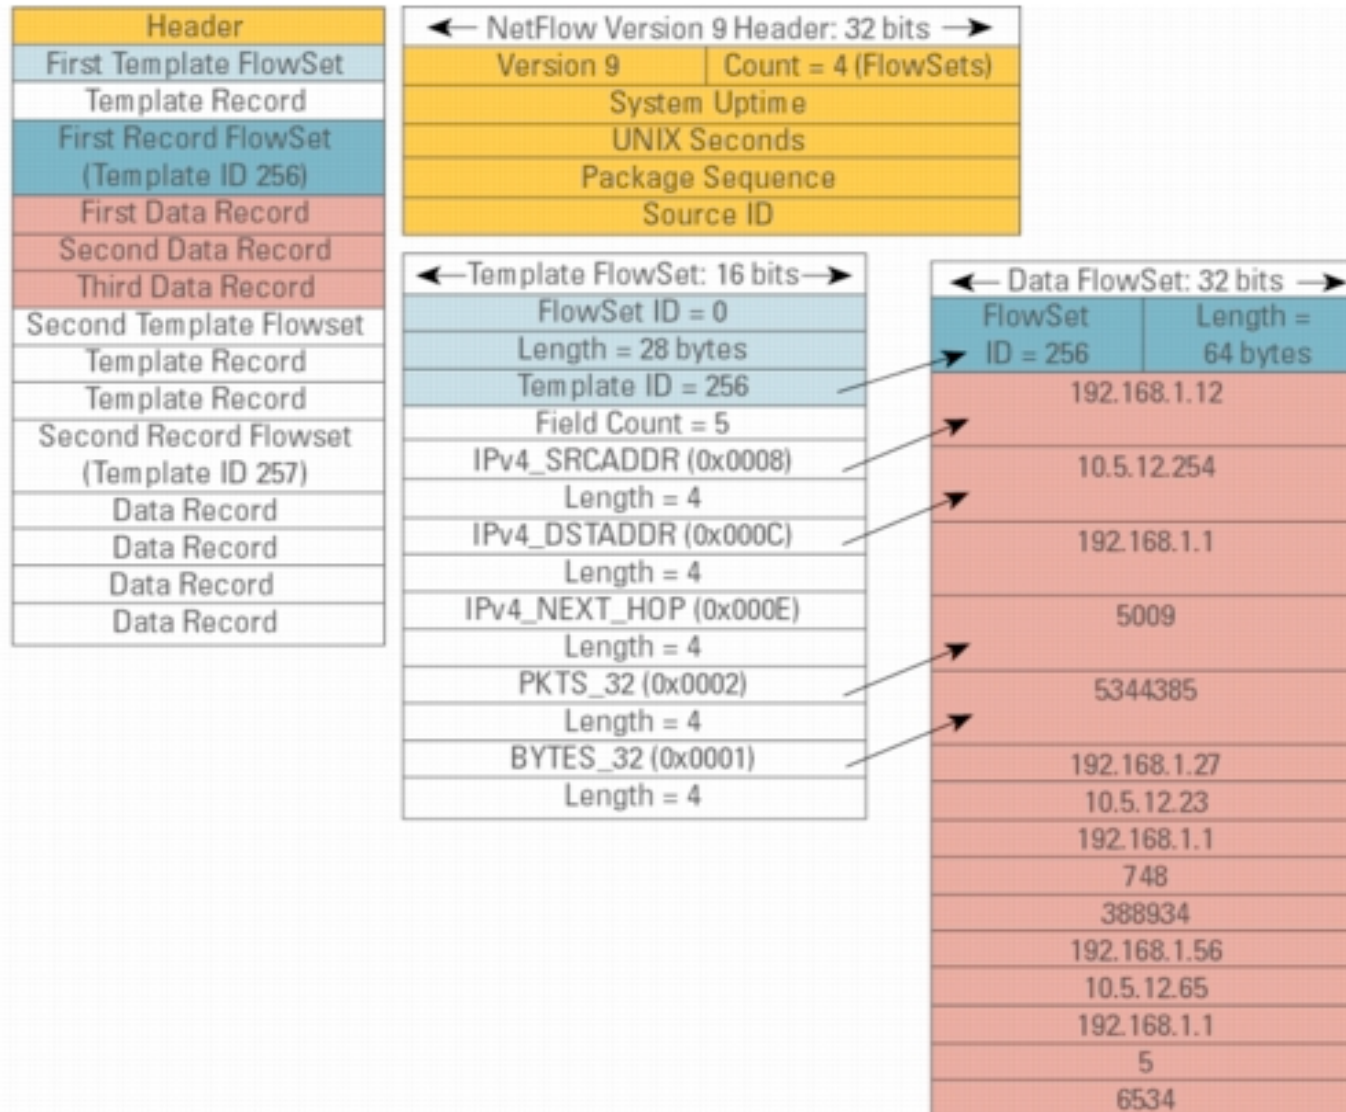 Header
First Template FlowSet
Template Record
First Record FlowSet
(Template ID 256)
First Data Record
Second Data Record
Third Data Record
Second Template Flowset
Template Record
Template Record
Second Record Flowset
(Template ID 257)
Data Record
Data Record
Data Record
Data Record
NetFlow Version 9 Header: 32 bits
Version 9 Count = 4 (FlowSets)
System Uptime
UNIX Seconds
Package Sequence
Source ID
Template FlowSet: 16 bits
FlowSet ID = 0
Length = 28 bytes
Template ID = 256
Field Count = 5
IPv4_SRCADDR (0x0008)
Length = 4
IPv4_DSTADDR (0x000C)
Length = 4
IPv4_NEXT_HOP (0x000E)
Length = 4
PKTS_32 (0x0002)
Length = 4
BYTES_32 (0x0001)
Length = 4
Data FlowSet: 32 bits
FlowSet Length =
ID = 256 64 bytes
192.168.1.12
10.5.12.254
192.168.1.1
5009
5344385
192.168.1.27
10.5.12.23
192.168.1.1
748
388934
192.168.1.56
10.5.12.65
192.168.1.1
5
6534